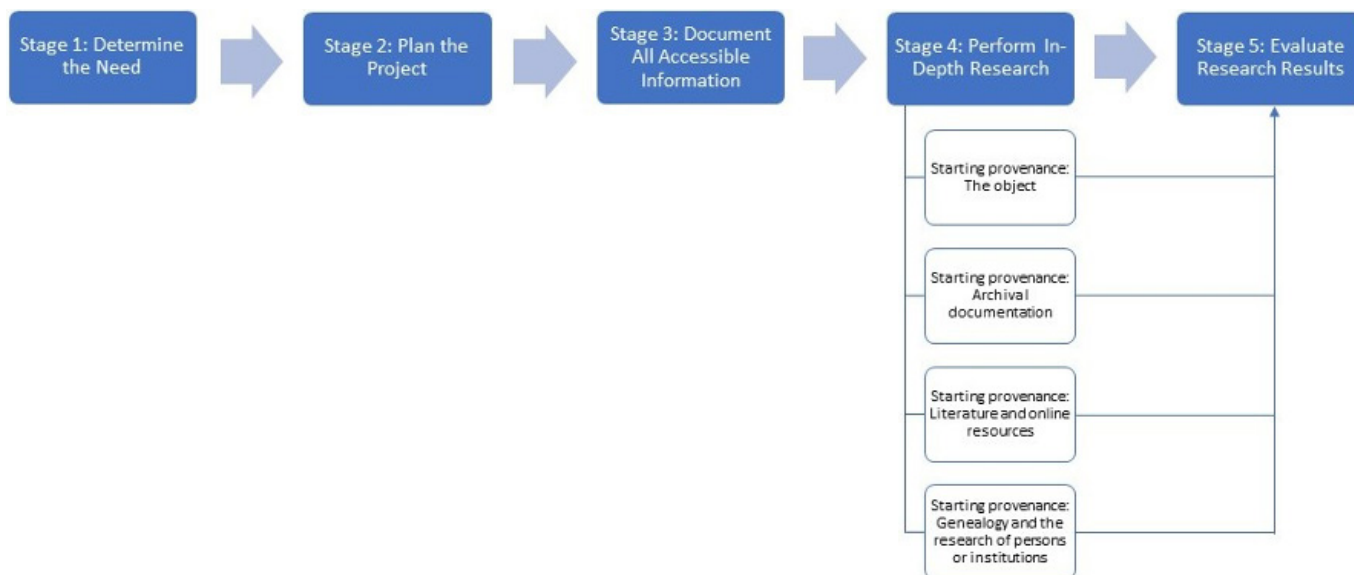 Stage 1: Determine
the Need
Stage 2: Plan the
Project
Stage 3: Document
All Accessible
Information
Stage 4: Perform In-
Depth Research
Stage 5: Evaluate
Research Results
Starting provenance:
The object
Starting provenance:
Archival
documentation
Starting provenance:
Literature and online
resources
Starting provenance:
Genealogy and the
research of persons
or institutions